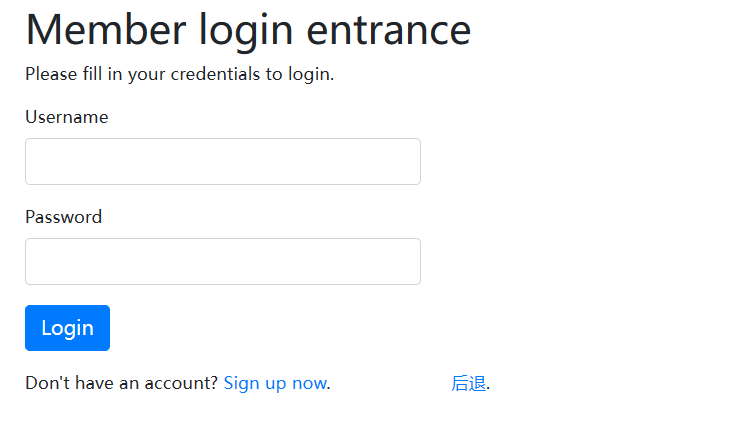 Member login entrance
Please fill in your credentials to login.
Username
Password
Login
Don't have an account? Sign up now. 后退.